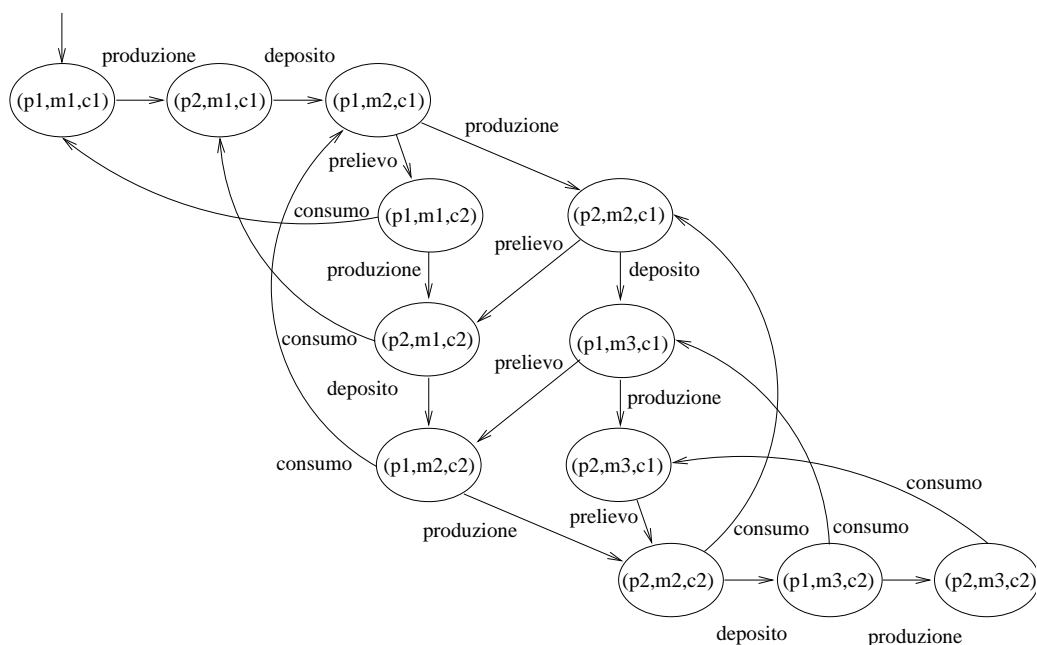 produzione
deposito
(p1,m1,c1)
(p2,m1,c1)
(p1,m2,c1)
produzione
prelievo
consumo
(p1,m1,c2)
(p2,m2,c1)
prelievo
produzione
deposito
(p2,m1,c2)
(p1,m3,c1)
consumo
prelievo
deposito
produzione
consumo
(p1,m2,c2)
(p2,m3,c1)
consumo
prelievo
produzione
consumo
consumo
(p2,m2,c2)
(p1,m3,c2)
(p2,m3,c2)
deposito
produzione